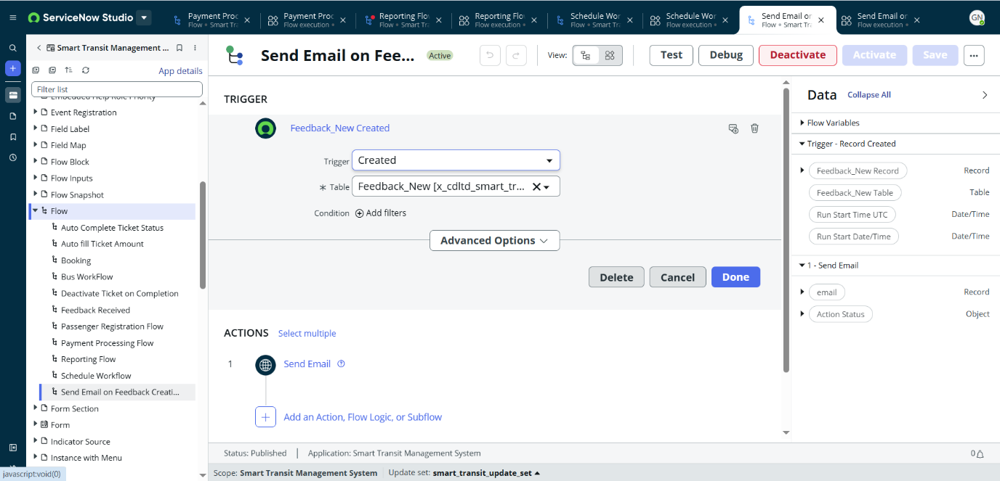 ServiceNow Studio
Payment Proc
Flow • Smart Tra
Payment Proc
Flow execution •
Reporting Flo
Flow • Smart Tra
Reporting Flo
Flow execution •
Schedule Wor
Flow • Smart Tra
Schedule Wor
Flow execution •
Send Email or
Flow • Smart Tra
Send Email or
Flow execution •
GN
Smart Transit Management ...
App details
Filter list
Embedded Help Role Priority
Event Registration
Field Label
Field Map
Flow Block
Flow Inputs
Flow Snapshot
Flow
Auto Complete Ticket Status
Auto fill Ticket Amount
Booking
Bus WorkFlow
Deactivate Ticket on Completion
Feedback Received
Passenger Registration Flow
Payment Processing Flow
Reporting Flow
Schedule Workflow
Send Email on Feedback Creati...
Form Section
Form
Indicator Source
Instance with Menu
javascript:void(0)
Send Email on Fee...
Active
View:
Test
Debug
Deactivate
Activate
Save
TRIGGER
Feedback_New Created
Trigger Created
* Table Feedback_New [x_cdltd_smart_tr...
Condition Add filters
Advanced Options
Delete Cancel Done
ACTIONS Select multiple
1 Send Email
Add an Action, Flow Logic, or Subflow
Status: Published | Application: Smart Transit Management System
0
Scope: Smart Transit Management System Update set: smart_transit_update_set
Data Collapse All
Flow Variables
Trigger - Record Created
Feedback_New Record Record
Feedback_New Table Table
Run Start Time UTC Date/Time
Run Start Date/Time Date/Time
1 - Send Email
email Record
Action Status Object